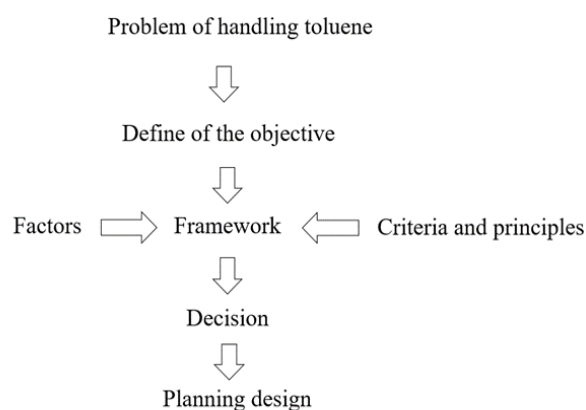 Problem of handling toluene
Define of the objective
Factors
Framework
Criteria and principles
Decision
Planning design